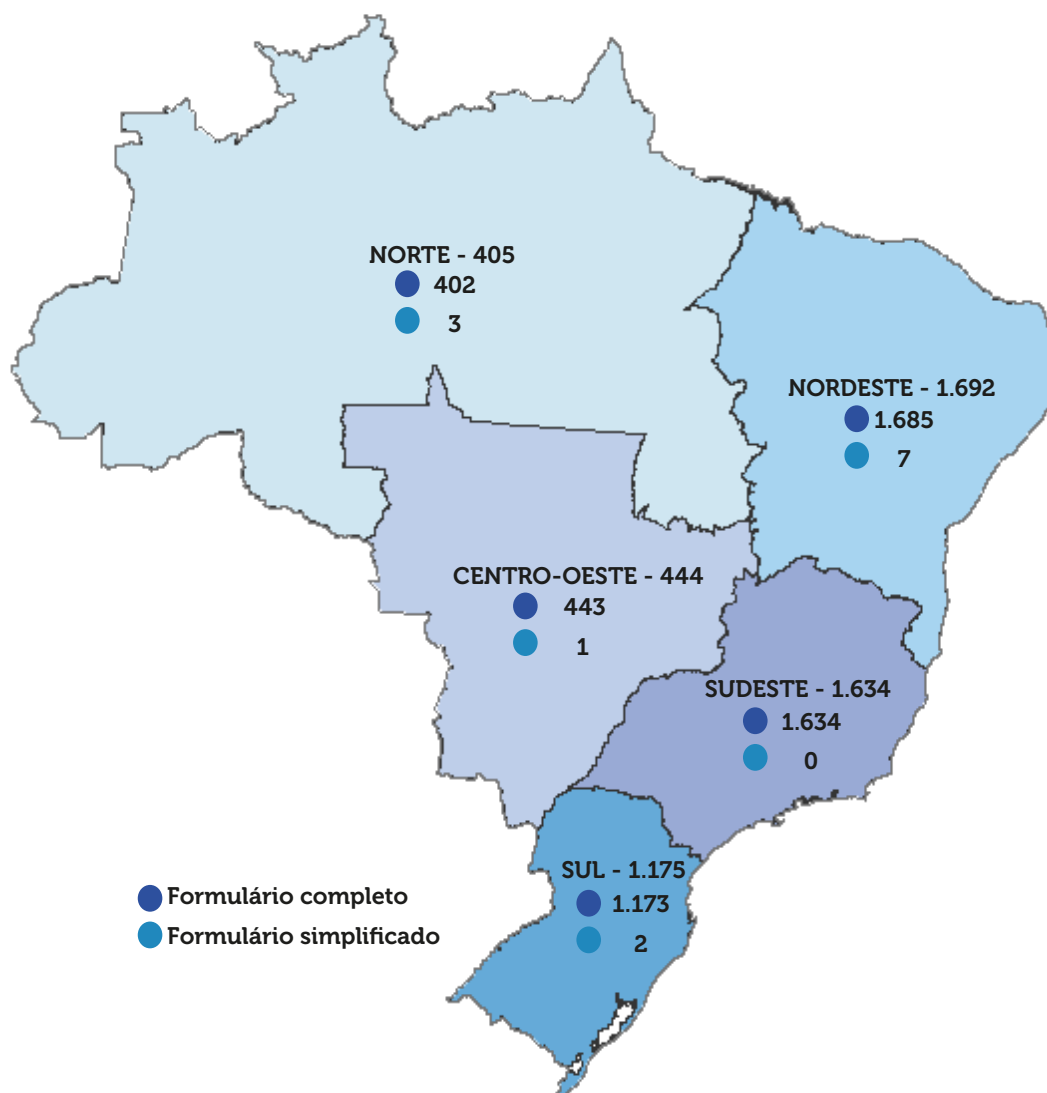 NORTE - 405
402
3
NORDESTE - 1.692
1.685
7
CENTRO-OESTE - 444
443
1
SUDESTE - 1.634
1.634
0
SUL - 1.175
1.173
2
Formulário completo
Formulário simplificado